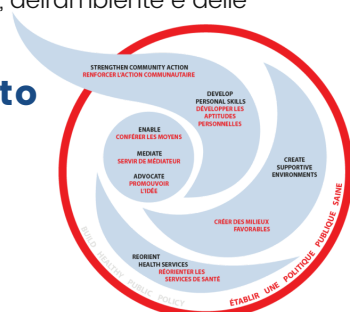 , dell'ambiente e delle
to
STRENGTHEN COMMUNITY ACTION
RENFORCER L'ACTION COMMUNAUTAIRE
DEVELOP
PERSONAL SKILLS
DÉVELOPPER LES
APTITUDES
PERSONNELLES
ENABLE
CONFÉRER LES MOYENS
MEDIATE
SERVIR DE MÉDIATEUR
ADVOCATE
PROMOUVOIR
L'IDÉE
CREATE
SUPPORTIVE
ENVIRONMENTS
CRÉER DES MILIEUX
FAVORABLES
REORIENT
HEALTH SERVICES
RÉORIENTER LES
SERVICES DE SANTÉ
BUILD HEALTHY PUBLIC POLICY
ÉTABLIR UNE POLITIQUE PUBLIQUE SAINE